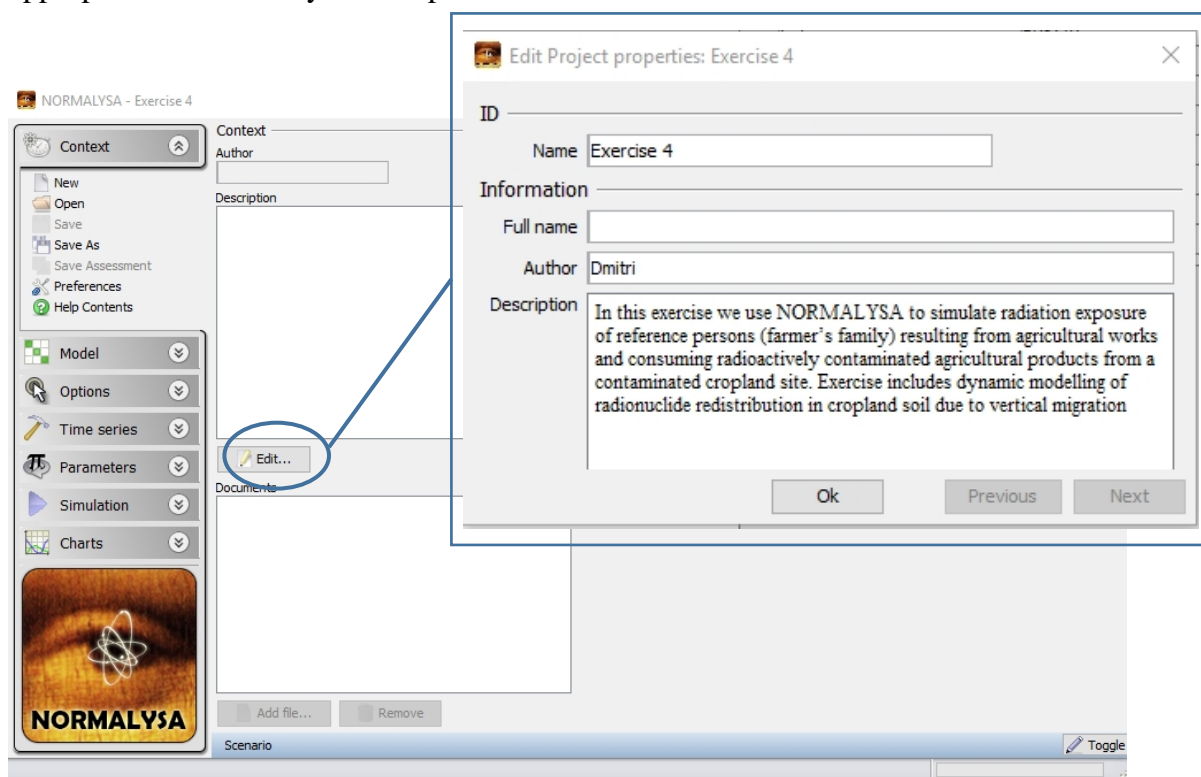 NORMALYSA - Exercise 4
Context
New
Open
Save
Save As
Save Assessment
Preferences
Help Contents
Model
Options
Time series
Parameters
Simulation
Charts
NORMALYSA
Context
Author
Description
Edit...
Documents
Add file...
Remove
Scenario
Toggle
Edit Project properties: Exercise 4
ID
Name Exercise 4
Information
Full name
Author Dmitri
Description
In this exercise we use NORMALYSA to simulate radiation exposure
of reference persons (farmer's family) resulting from agricultural works
and consuming radioactively contaminated agricultural products from a
contaminated cropland site. Exercise includes dynamic modelling of
radionuclide redistribution in cropland soil due to vertical migration
Ok
Previous
Next